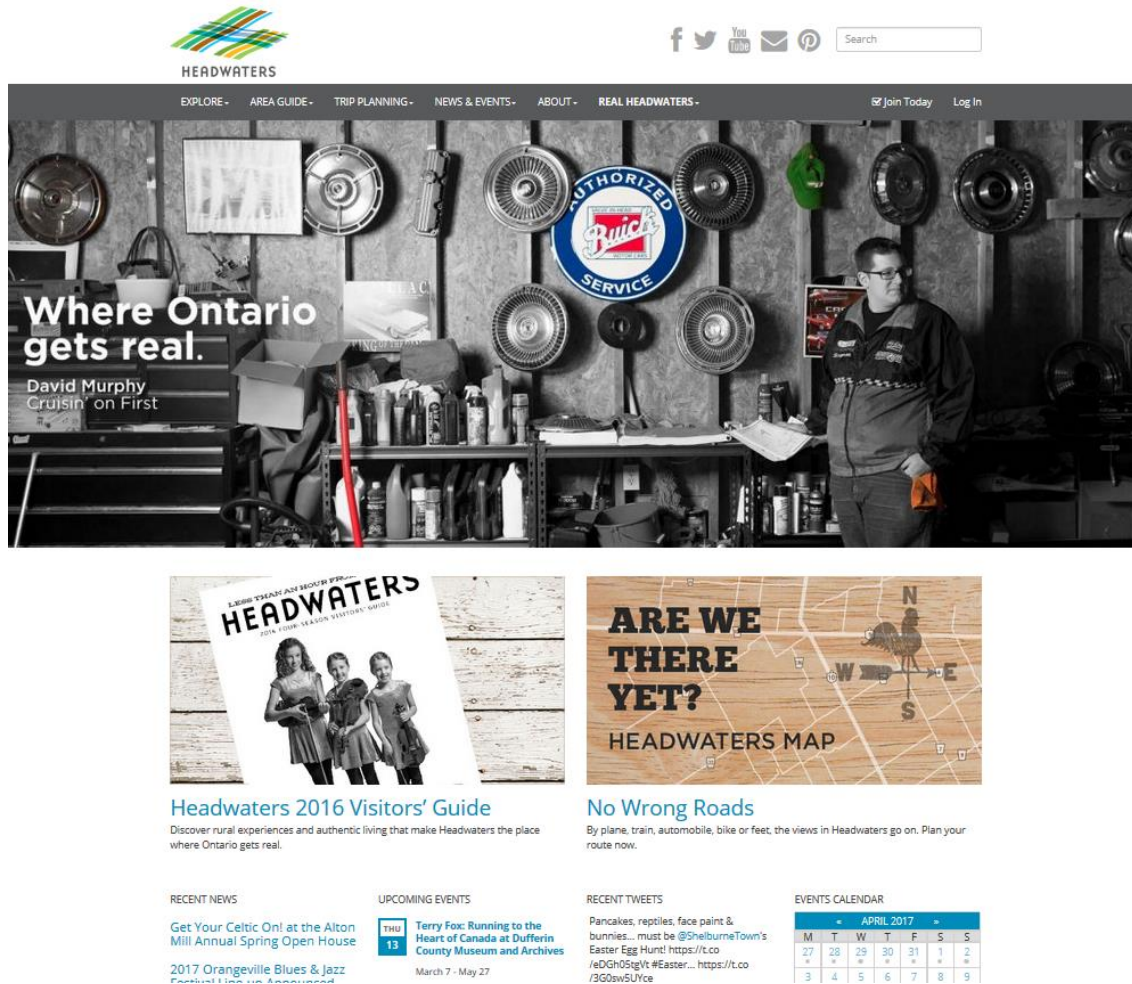 HEADWATERS
You
Tube
Search
EXPLORE
AREA GUIDE
TRIP PLANNING
NEWS & EVENTS
ABOUT
REAL HEADWATERS
Join Today
Log In
AUTHORIZED
Buick
SERVICE
Where Ontario
gets real.
David Murphy
Cruisin' on First
HEADWATERS
2016 FOUR-SEASON VISITORS' GUIDE
ARE WE
THERE
YET?
HEADWATERS MAP
N
W
E
S
Headwaters 2016 Visitors' Guide
Discover rural experiences and authentic living that make Headwaters the place
where Ontario gets real.
No Wrong Roads
By plane, train, automobile, bike or feet, the views in Headwaters go on. Plan your
route now.
RECENT NEWS
Get Your Celtic On! at the Alton
Mill Annual Spring Open House
2017 Orangeville Blues & Jazz
Festival Line-up Announced
UPCOMING EVENTS
THU
13
Terry Fox: Running to the
Heart of Canada at Dufferin
County Museum and Archives
March 7 - May 27
RECENT TWEETS
Pancakes, reptiles, face paint &
bunnies... must be @ShelburneTown's
Easter Egg Hunt! https://t.co
/eDGh05tgVt #Easter... https://t.co
/3G0sw5UYce
EVENTS CALENDAR
« APRIL 2017 »
M T W T F S S
27 28 29 30 31 1 2
3 4 5 6 7 8 9